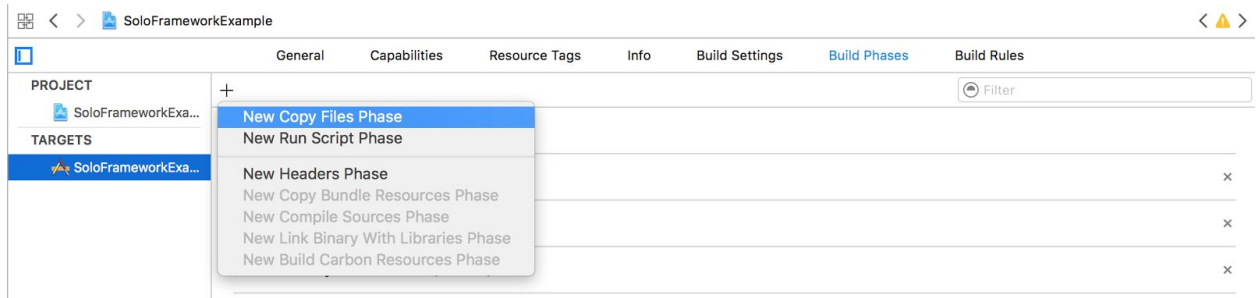 SoloFrameworkExample
General Capabilities Resource Tags Info Build Settings Build Phases Build Rules
PROJECT
Filter
SoloFrameworkExa...
TARGETS
SoloFrameworkExa...
New Copy Files Phase
New Run Script Phase
New Headers Phase
New Copy Bundle Resources Phase
New Compile Sources Phase
New Link Binary With Libraries Phase
New Build Carbon Resources Phase